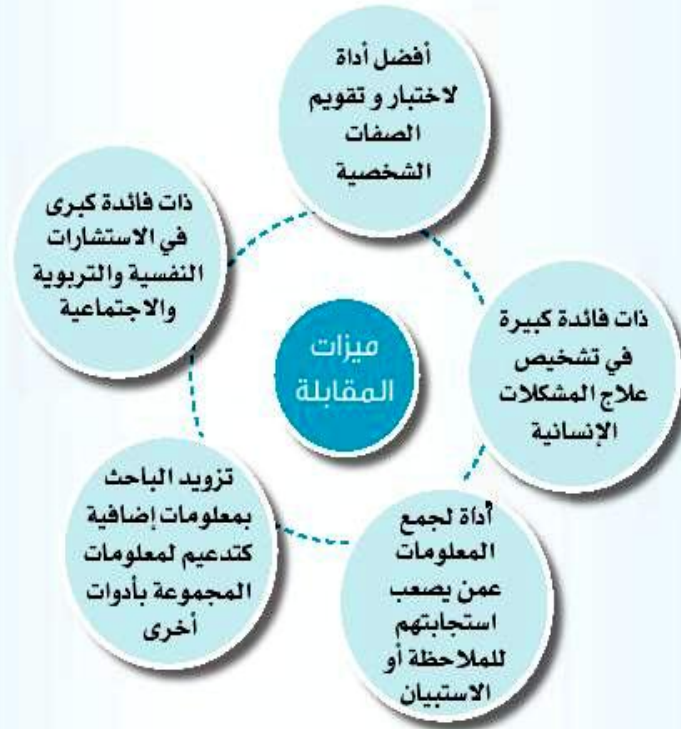 ميزات
المقابلة
أفضل أداة
لاختبار و تقويم
الصفات
الشخصية
ذات فائدة كبيرة
في تشخيص
علاج المشكلات
الإنسانية
أداة لجمع
المعلومات
عمن يصعب
استجابتهم
للملاحظة أو
الاستبيان
تزويد الباحث
بمعلومات إضافية
كتدعيم لمعلومات
المجموعة بأدوات
أخرى
ذات فائدة كبرى
في الاستشارات
النفسية والتربوية
والاجتماعية